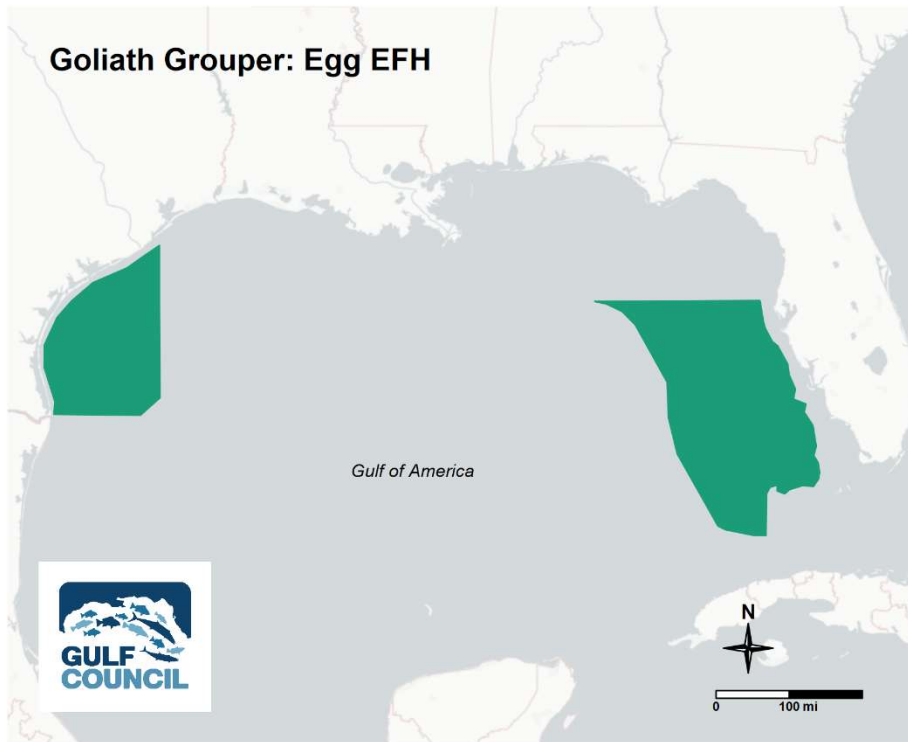 Goliath Grouper: Egg EFH
Gulf of America
GULF
COUNCIL
N
0 100 mi